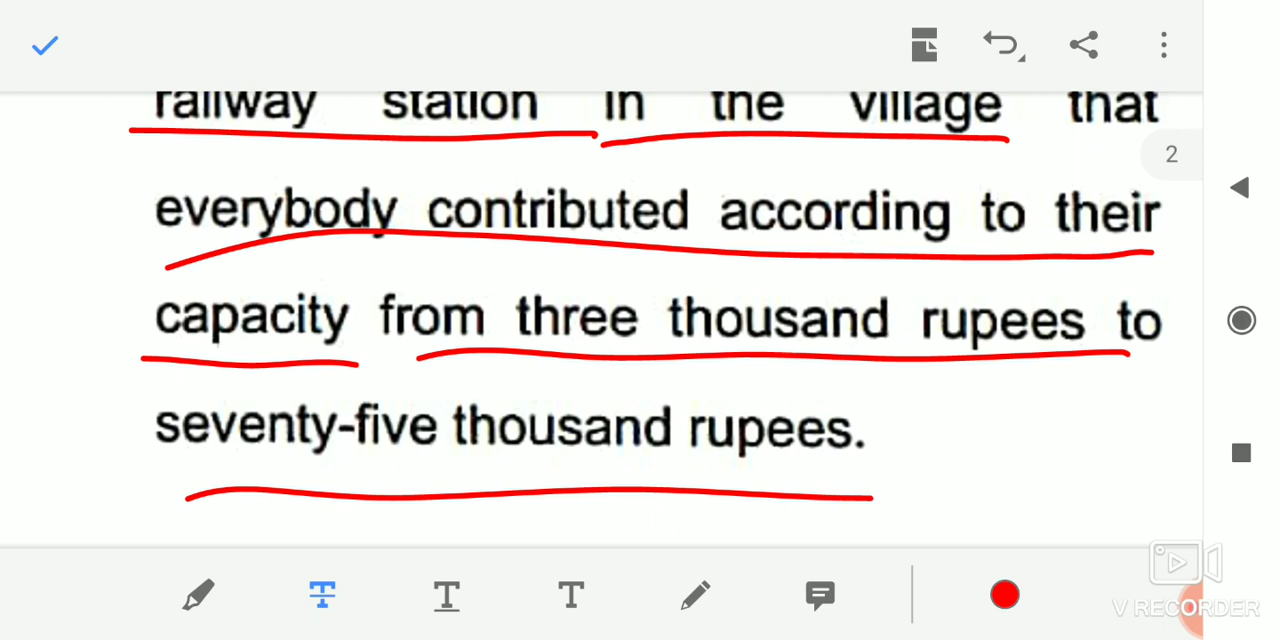 railway station in the village that
2
everybody contributed according to their
capacity from three thousand rupees to
seventy-five thousand rupees.
V RECORDER